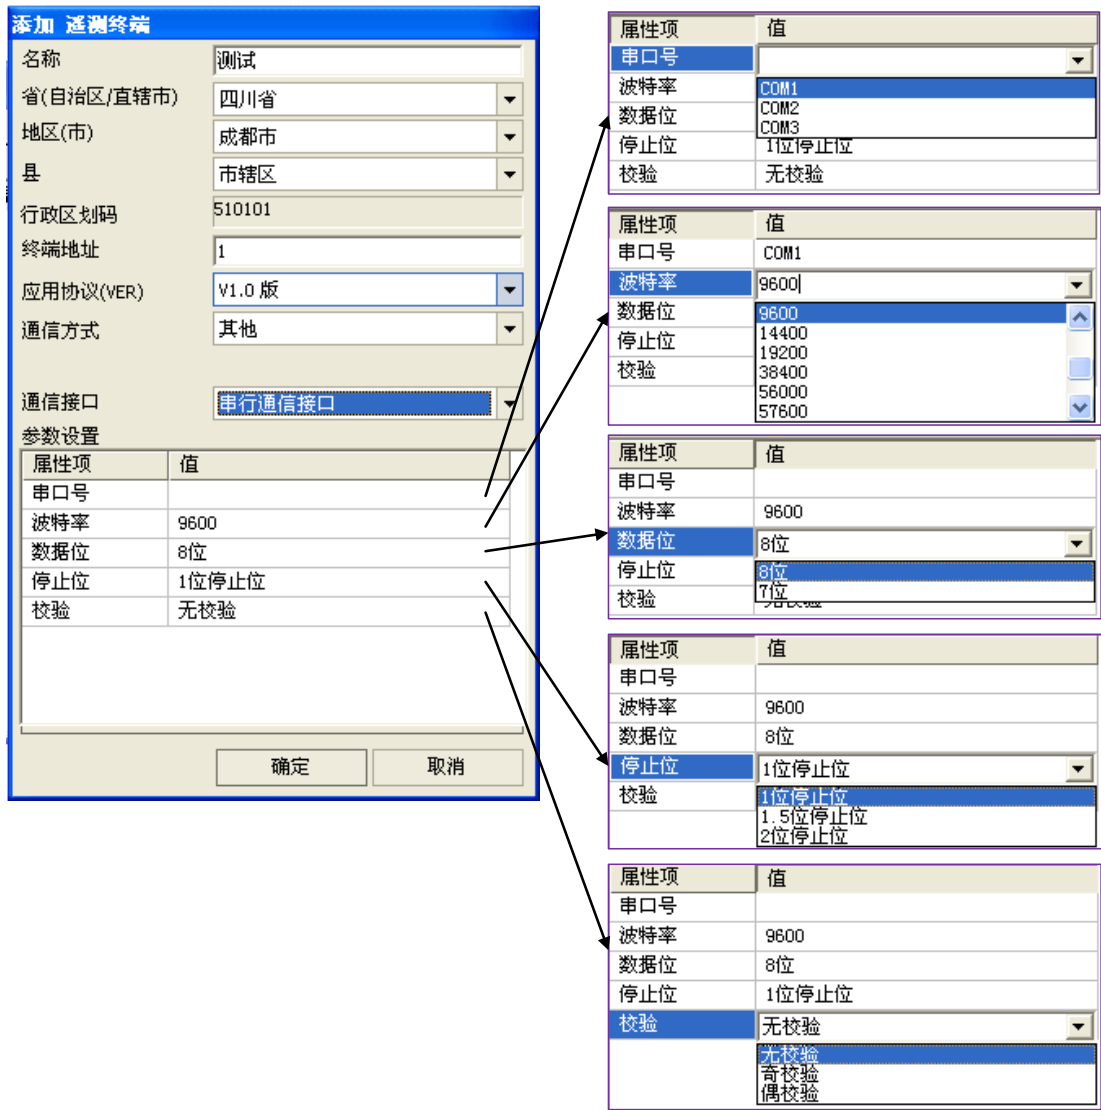 添加 遥测终端
名称 测试
省(自治区/直辖市) 四川省
地区(市) 成都市
县 市辖区
行政区划码 510101
终端地址 1
应用协议(VER) V1.0 版
通信方式 其他
通信接口 串行通信接口
参数设置
属性项 值
串口号
波特率 9600
数据位 8位
停止位 1位停止位
校验 无校验
确定 取消
属性项 值
串口号
波特率 COM1
数据位 COM2
COM3
停止位 1位停止位
校验 无校验
属性项 值
串口号 COM1
波特率 9600
数据位 9600
14400
停止位 19200
校验 38400
56000
57600
属性项 值
串口号
波特率 9600
数据位 8位
停止位 8位
7位
校验 无校验
属性项 值
串口号
波特率 9600
数据位 8位
停止位 1位停止位
校验 1位停止位
1.5位停止位
2位停止位
属性项 值
串口号
波特率 9600
数据位 8位
停止位 1位停止位
校验 无校验
无校验
奇校验
偶校验